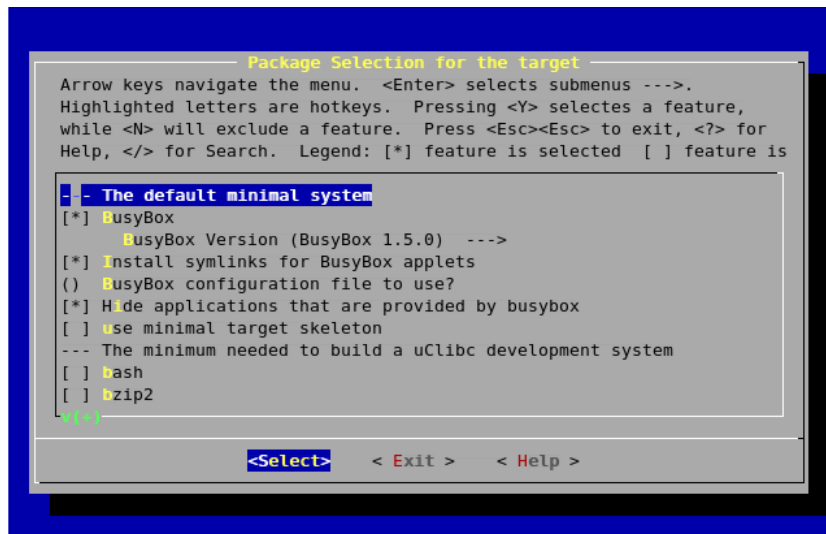 Package Selection for the target
Arrow keys navigate the menu.  <Enter> selects submenus --->.
Highlighted letters are hotkeys.  Pressing <Y> selectes a feature,
while <N> will exclude a feature.  Press <Esc><Esc> to exit, <?> for
Help, </> for Search.  Legend: [*] feature is selected  [ ] feature is
--- The default minimal system
[*] BusyBox
BusyBox Version (BusyBox 1.5.0)  --->
[*] Install symlinks for BusyBox applets
()  BusyBox configuration file to use?
[*] Hide applications that are provided by busybox
[ ] use minimal target skeleton
--- The minimum needed to build a uClibc development system
[ ] bash
[ ] bzip2
v(+)
<Select>    < Exit >    < Help >